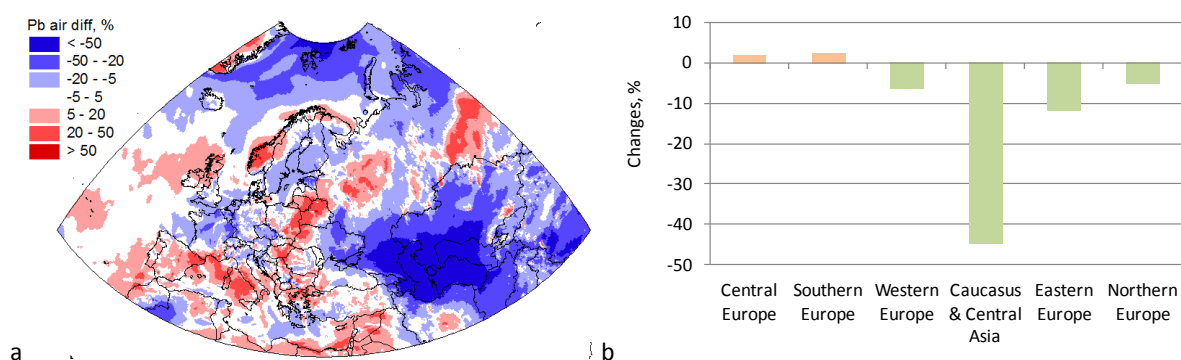 Pb air diff, %
< -50
-50 - -20
-20 - -5
-5 - 5
5 - 20
20 - 50
> 50
a
10
0
-10
-20
-30
-40
-50
Changes, %
Central Europe
Southern Europe
Western Europe
Caucasus & Central Asia
Eastern Europe
Northern Europe
b